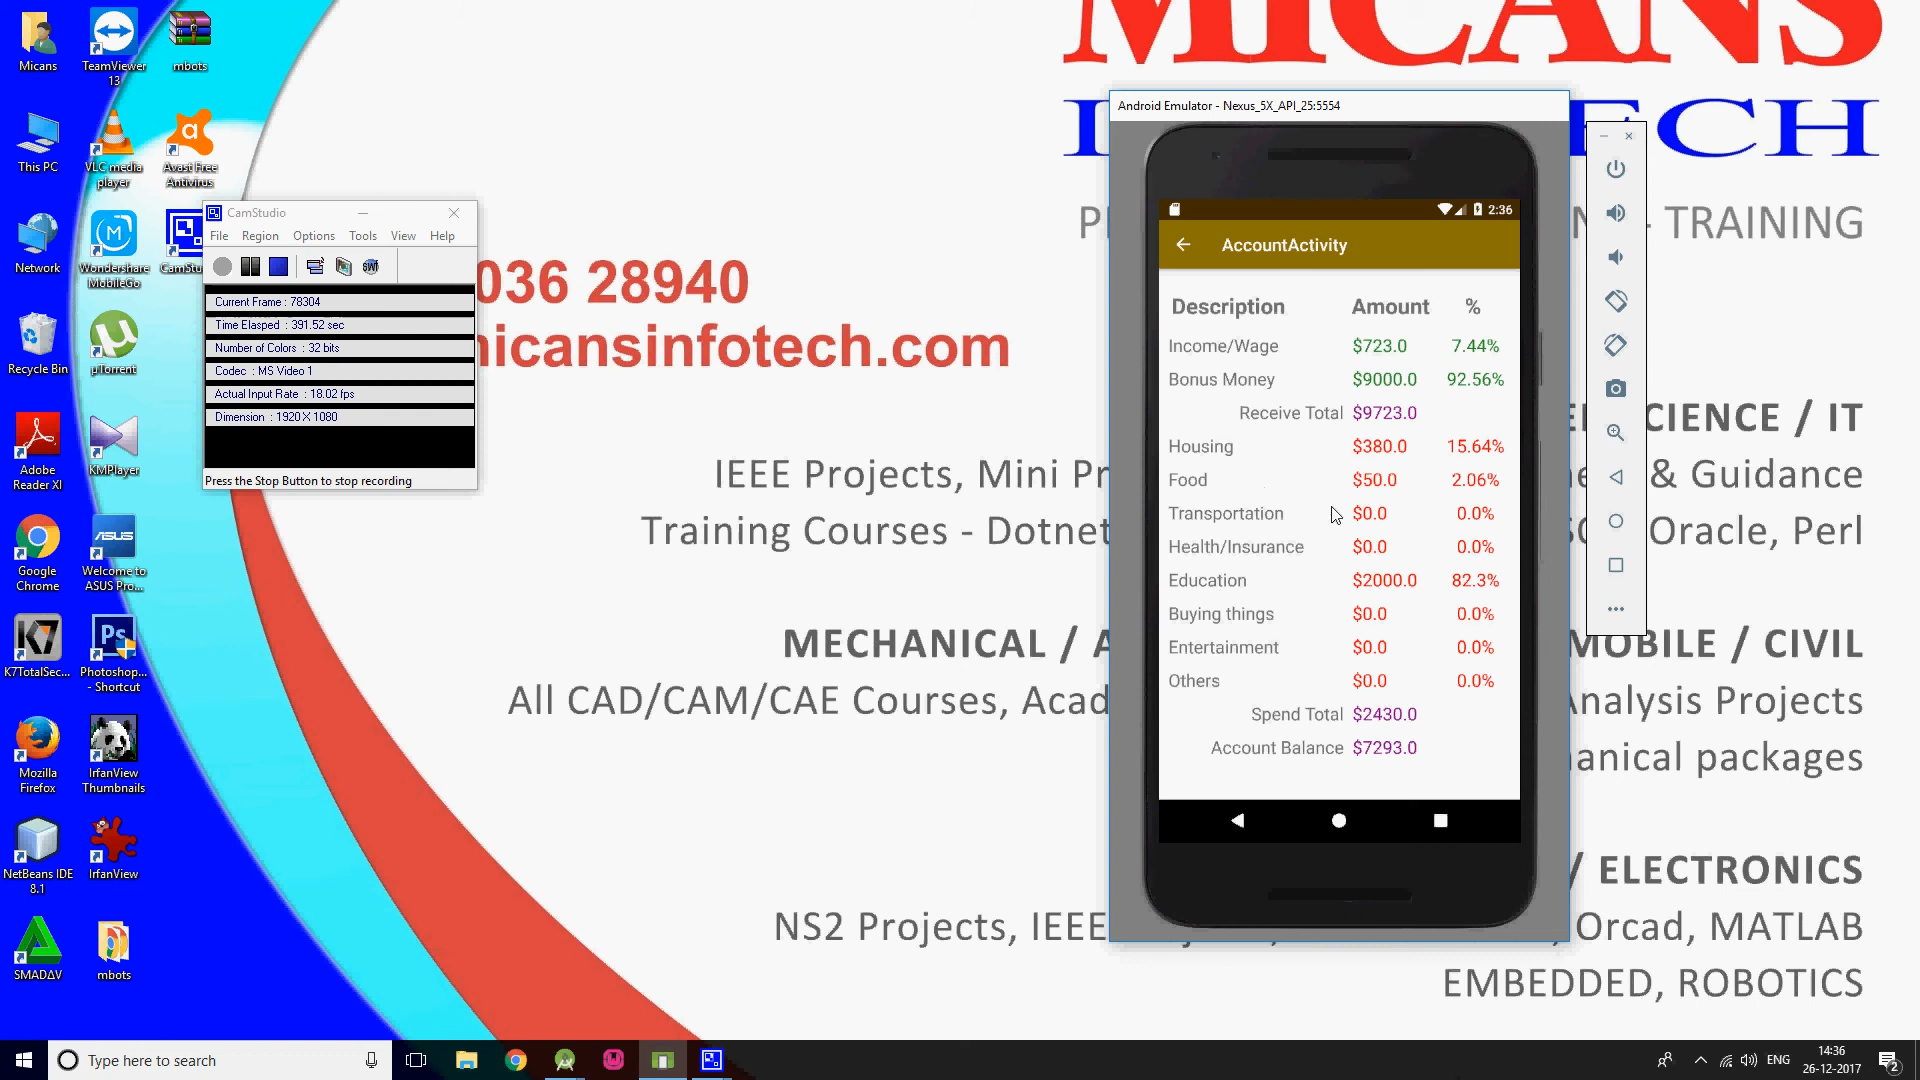 Micans
TeamViewer 13
mbots
This PC
VLC media player
Avast Free Antivirus
Network
Wondershare MobileGo
CamStu
Recycle Bin
µTorrent
Adobe Reader XI
KMPlayer
Google Chrome
Welcome to ASUS Pro...
K7TotalSec...
Photoshop... - Shortcut
Mozilla Firefox
IrfanView Thumbnails
NetBeans IDE 8.1
IrfanView
SMADΔV
mbots
CamStudio
File Region Options Tools View Help
Current Frame : 78304
Time Elasped : 391.52 sec
Number of Colors : 32 bits
Codec : MS Video 1
Actual Input Rate : 18.02 fps
Dimension : 1920 X 1080
Press the Stop Button to stop recording
MICANS
TECH
N - TRAINING
036 28940
micansinfotech.com
CIENCE / IT
IEEE Projects, Mini Pr
& Guidance
Training Courses - Dotnet
Oracle, Perl
MECHANICAL / A
MOBILE / CIVIL
All CAD/CAM/CAE Courses, Acad
Analysis Projects
hanical packages
/ ELECTRONICS
NS2 Projects, IEEE
Orcad, MATLAB
EMBEDDED, ROBOTICS
Android Emulator - Nexus_5X_API_25:5554
2:36
AccountActivity
Description Amount %
Income/Wage $723.0 7.44%
Bonus Money $9000.0 92.56%
Receive Total $9723.0
Housing $380.0 15.64%
Food $50.0 2.06%
Transportation $0.0 0.0%
Health/Insurance $0.0 0.0%
Education $2000.0 82.3%
Buying things $0.0 0.0%
Entertainment $0.0 0.0%
Others $0.0 0.0%
Spend Total $2430.0
Account Balance $7293.0
Type here to search
ENG
14:36
26-12-2017
2